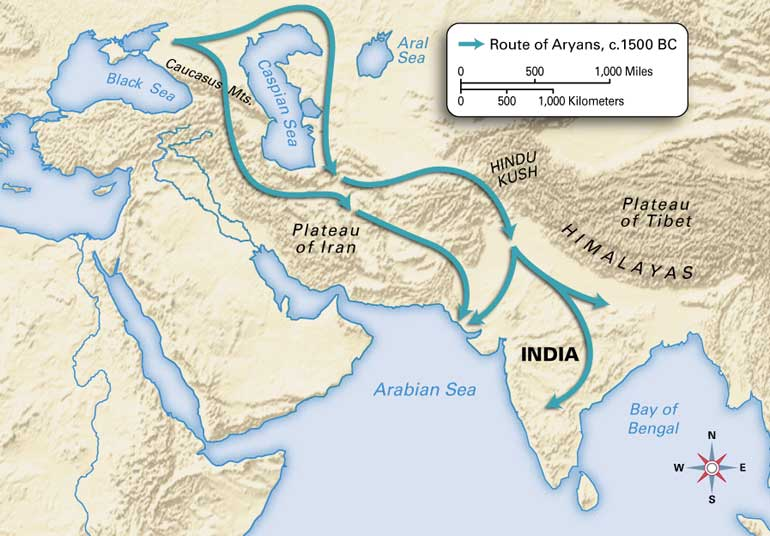 Route of Aryans, c.1500 BC
0 500 1,000 Miles
0 500 1,000 Kilometers
Aral
Sea
Black Sea
Caucasus Mts.
Caspian Sea
HINDU
KUSH
Plateau
of Tibet
Plateau
of Iran
HIMALAYAS
INDIA
Arabian Sea
Bay of
Bengal
N
W E
S